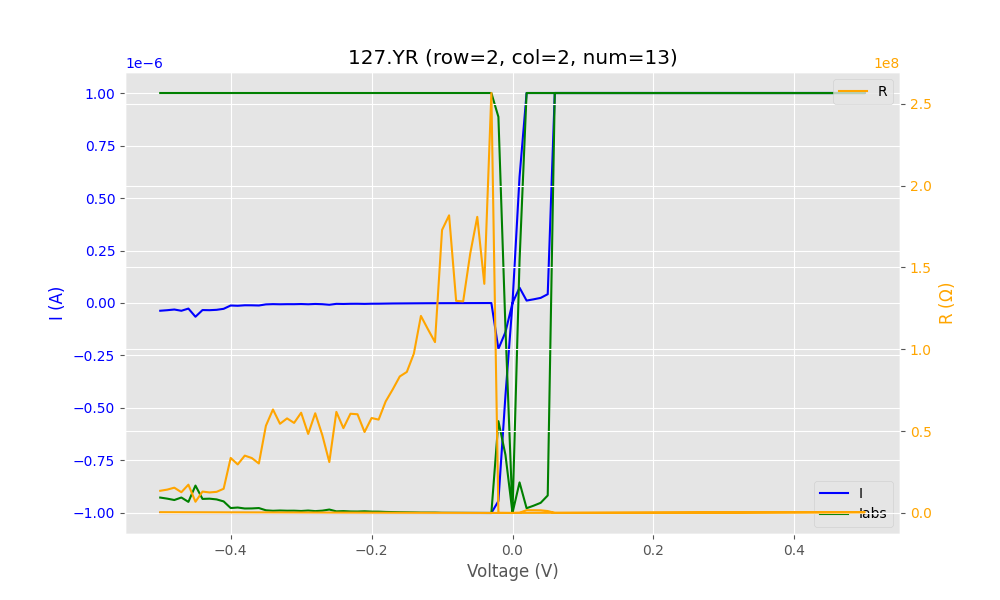 127.YR (row=2, col=2, num=13)
1e−6
1e8
1.00
0.75
0.50
0.25
0.00
−0.25
−0.50
−0.75
−1.00
I (A)
2.5
2.0
1.5
1.0
0.5
0.0
R (Ω)
R
I
Iabs
−0.4
−0.2
0.0
0.2
0.4
Voltage (V)